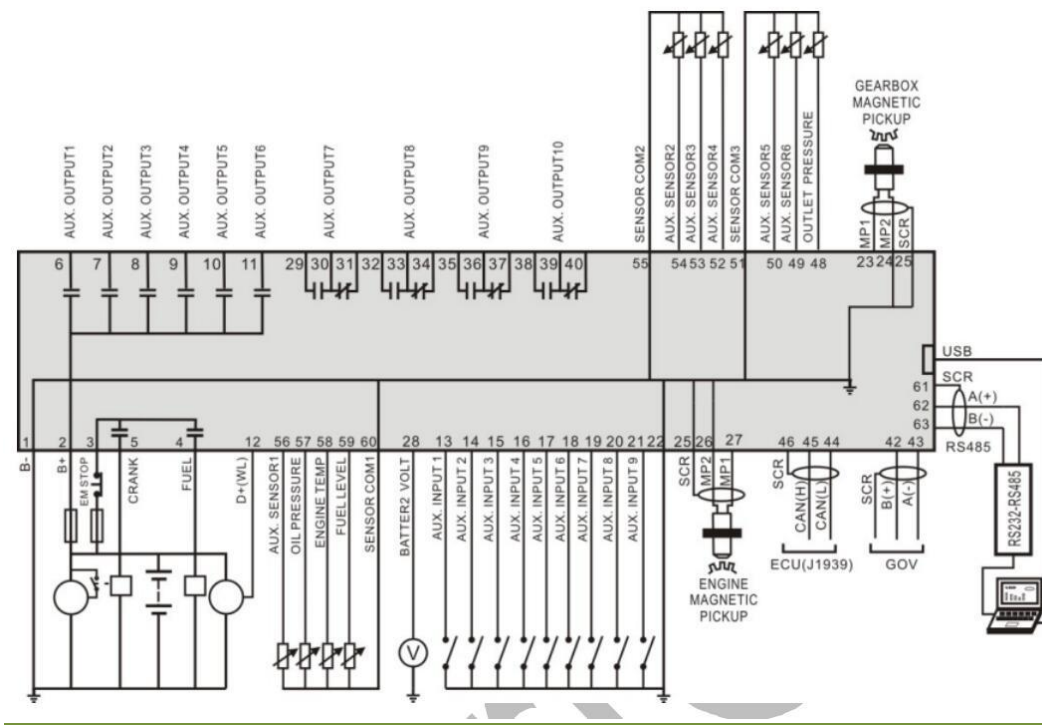 GEARBOX
MAGNETIC
PICKUP
AUX. OUTPUT1
AUX. OUTPUT2
AUX. OUTPUT3
AUX. OUTPUT4
AUX. OUTPUT5
AUX. OUTPUT6
AUX. OUTPUT7
AUX. OUTPUT8
AUX. OUTPUT9
AUX. OUTPUT10
SENSOR COM2
AUX. SENSOR2
AUX. SENSOR3
AUX. SENSOR4
SENSOR COM3
AUX. SENSOR5
AUX. SENSOR6
OUTLET PRESSURE
MP1
MP2
SCR
6 7 8 9 10 11 29 30 31 32 33 34 35 36 37 38 39 40 55 54 53 52 51 50 49 48 23 24 25
USB
61 SCR
62 A(+)
63 B(-)
RS485
1 2 3 5 4 12 56 57 58 59 60 28 13 14 15 16 17 18 19 20 21 22 25 26 27 46 45 44 42 43
B-
B+
EM STOP
CRANK
FUEL
D+(WL)
AUX. SENSOR1
OIL PRESSURE
ENGINE TEMP
FUEL LEVEL
SENSOR COM1
BATTER2 VOLT
AUX. INPUT 1
AUX. INPUT 2
AUX. INPUT 3
AUX. INPUT 4
AUX. INPUT 5
AUX. INPUT 6
AUX. INPUT 7
AUX. INPUT 8
AUX. INPUT 9
SCR
MP2
MP1
SCR
CAN(H)
CAN(L)
SCR
B(+)
A(-)
RS232-RS485
ECU(J1939)
GOV
V
ENGINE
MAGNETIC
PICKUP